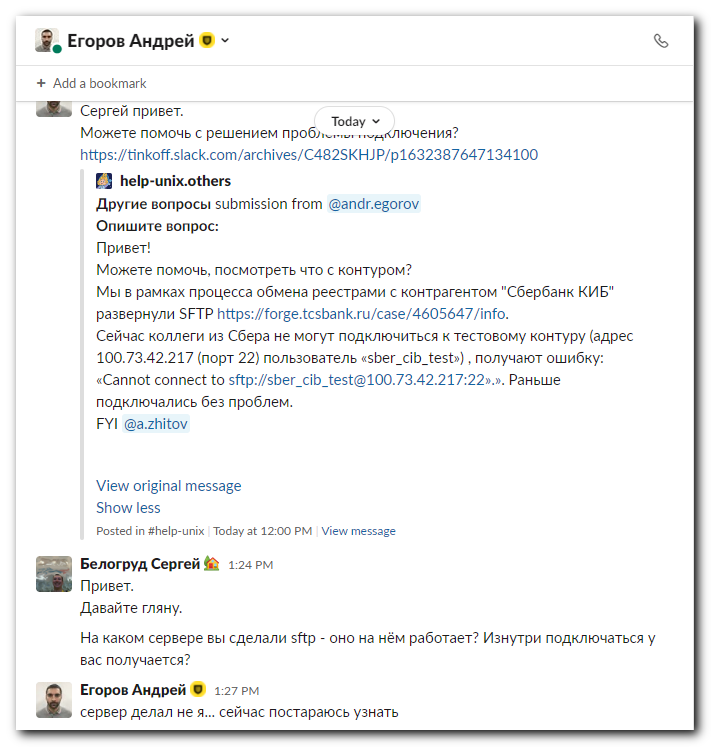 Егоров Андрей
+ Add a bookmark
Сергей привет.
Today
Можете помочь с решением проблемы подключения?
https://tinkoff.slack.com/archives/C482SKHJP/p1632387647134100
help-unix.others
Другие вопросы submission from @andr.egorov
Опишите вопрос:
Привет!
Можете помочь, посмотреть что с контуром?
Мы в рамках процесса обмена реестрами с контрагентом "Сбербанк КИБ"
развернули SFTP https://forge.tcsbank.ru/case/4605647/info.
Сейчас коллеги из Сбера не могут подключиться к тестовому контуру (адрес
100.73.42.217 (порт 22) пользователь «sber_cib_test») , получают ошибку:
«Cannot connect to sftp://sber_cib_test@100.73.42.217:22».». Раньше
подключались без проблем.
FYI @a.zhitov
View original message
Show less
Posted in #help-unix | Today at 12:00 PM | View message
Белогруд Сергей 1:24 PM
Привет.
Давайте гляну.
На каком сервере вы сделали sftp - оно на нём работает? Изнутри подключаться у
вас получается?
Егоров Андрей 1:27 PM
сервер делал не я... сейчас постараюсь узнать